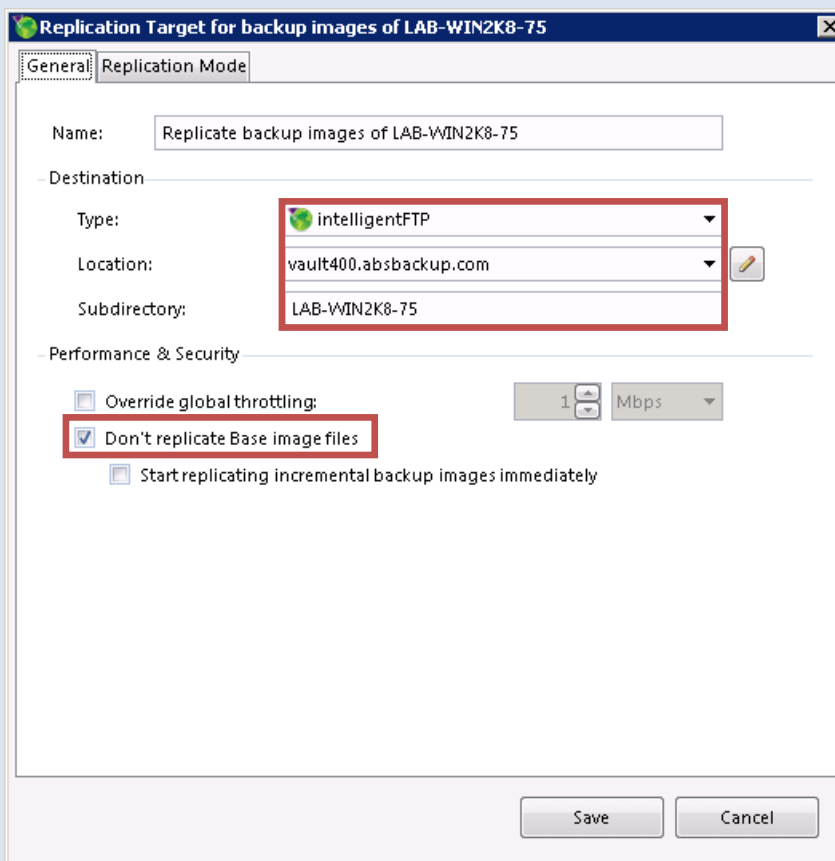 Replication Target for backup images of LAB-WIN2K8-75
General Replication Mode
Name: Replicate backup images of LAB-WIN2K8-75
Destination
Type: intelligentFTP
Location: vault400.absbackup.com
Subdirectory: LAB-WIN2K8-75
Performance & Security
Override global throttling: 1 Mbps
Don't replicate Base image files
Start replicating incremental backup images immediately
Save Cancel